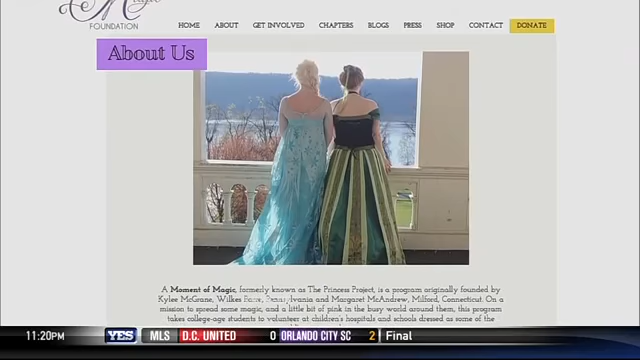 Magic
FOUNDATION
HOME ABOUT GET INVOLVED CHAPTERS BLOGS PRESS SHOP CONTACT DONATE
About Us
A Moment of Magic, formerly known as The Princess Project, is a program originally founded by
Kylee McGrane, Wilkes Barre, Pennsylvania and Margaret McAndrew, Milford, Connecticut. On a
mission to spread some magic, and a little bit of pink in the busy world around them, this program
takes college-age students to volunteer at children's hospitals and schools dressed as some of the
11:20PM YES MLS D.C. UNITED 0 ORLANDO CITY SC 2 Final